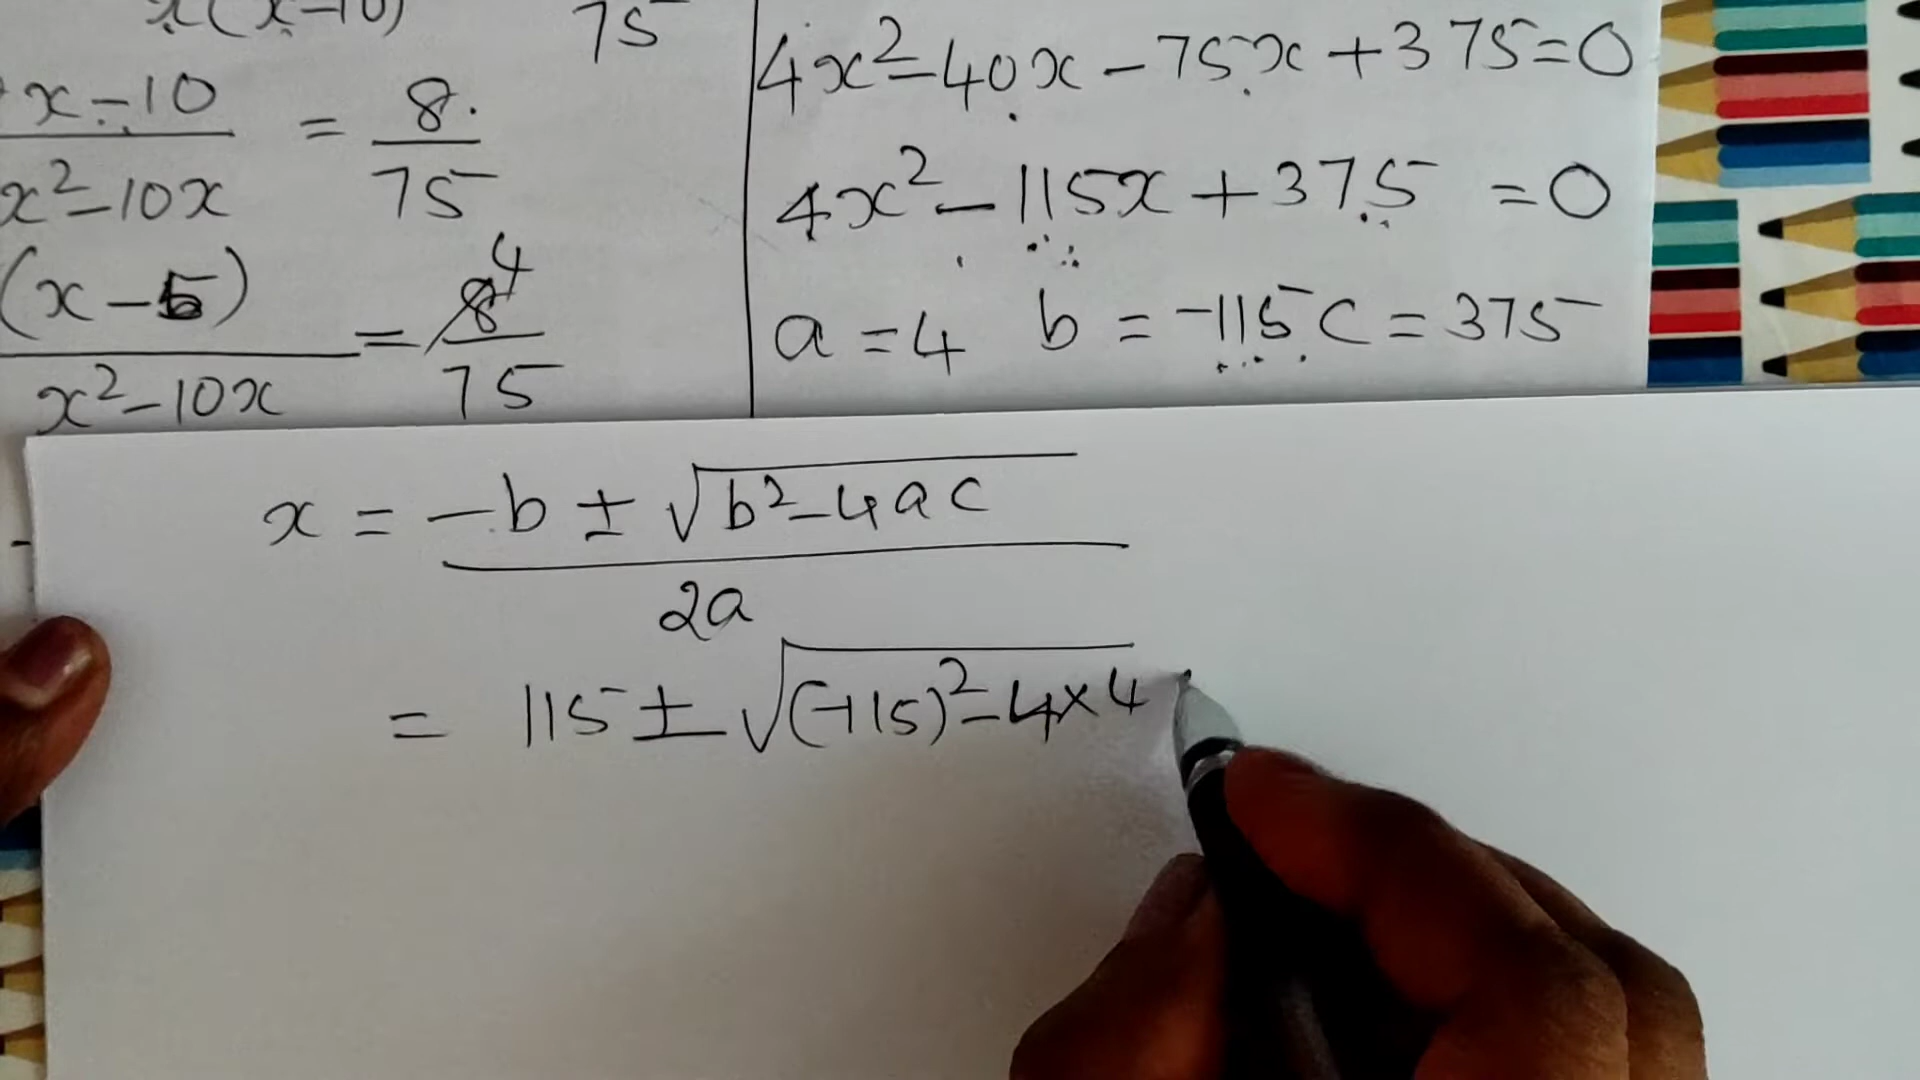 x(x-10) 75
x-10 / x²-10x = 8 / 75
(x-5) / x²-10x = 8 4 / 75
4x²-40x-75x+375=0
4x²-115x+375=0
a=4 b=-115 c=375
x = -b ± √b²-4ac / 2a
= 115 ± √(-115)²-4×4